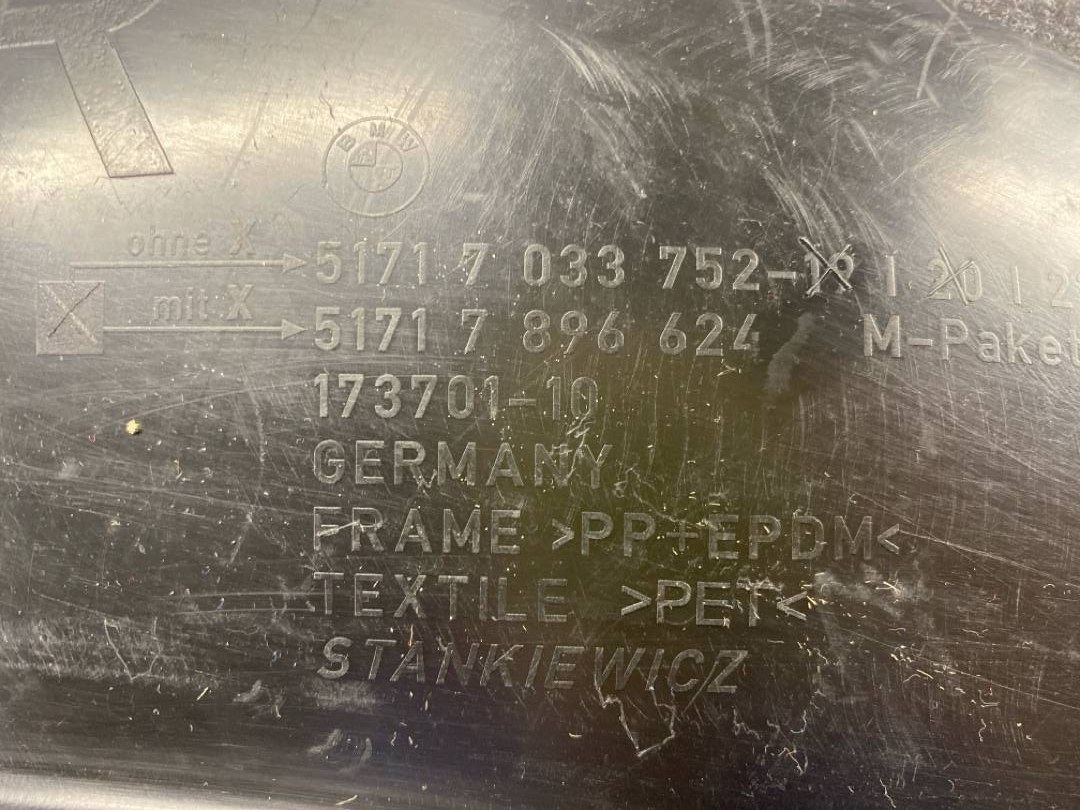 BMW
ohne X
5171 7 033 752-19 | 20 | 2
mit X
5171 7 896 624 M-Paket
173701-10
GERMANY
FRAME >PP+EPDM<
TEXTILE >PET<
STANKIEWICZ